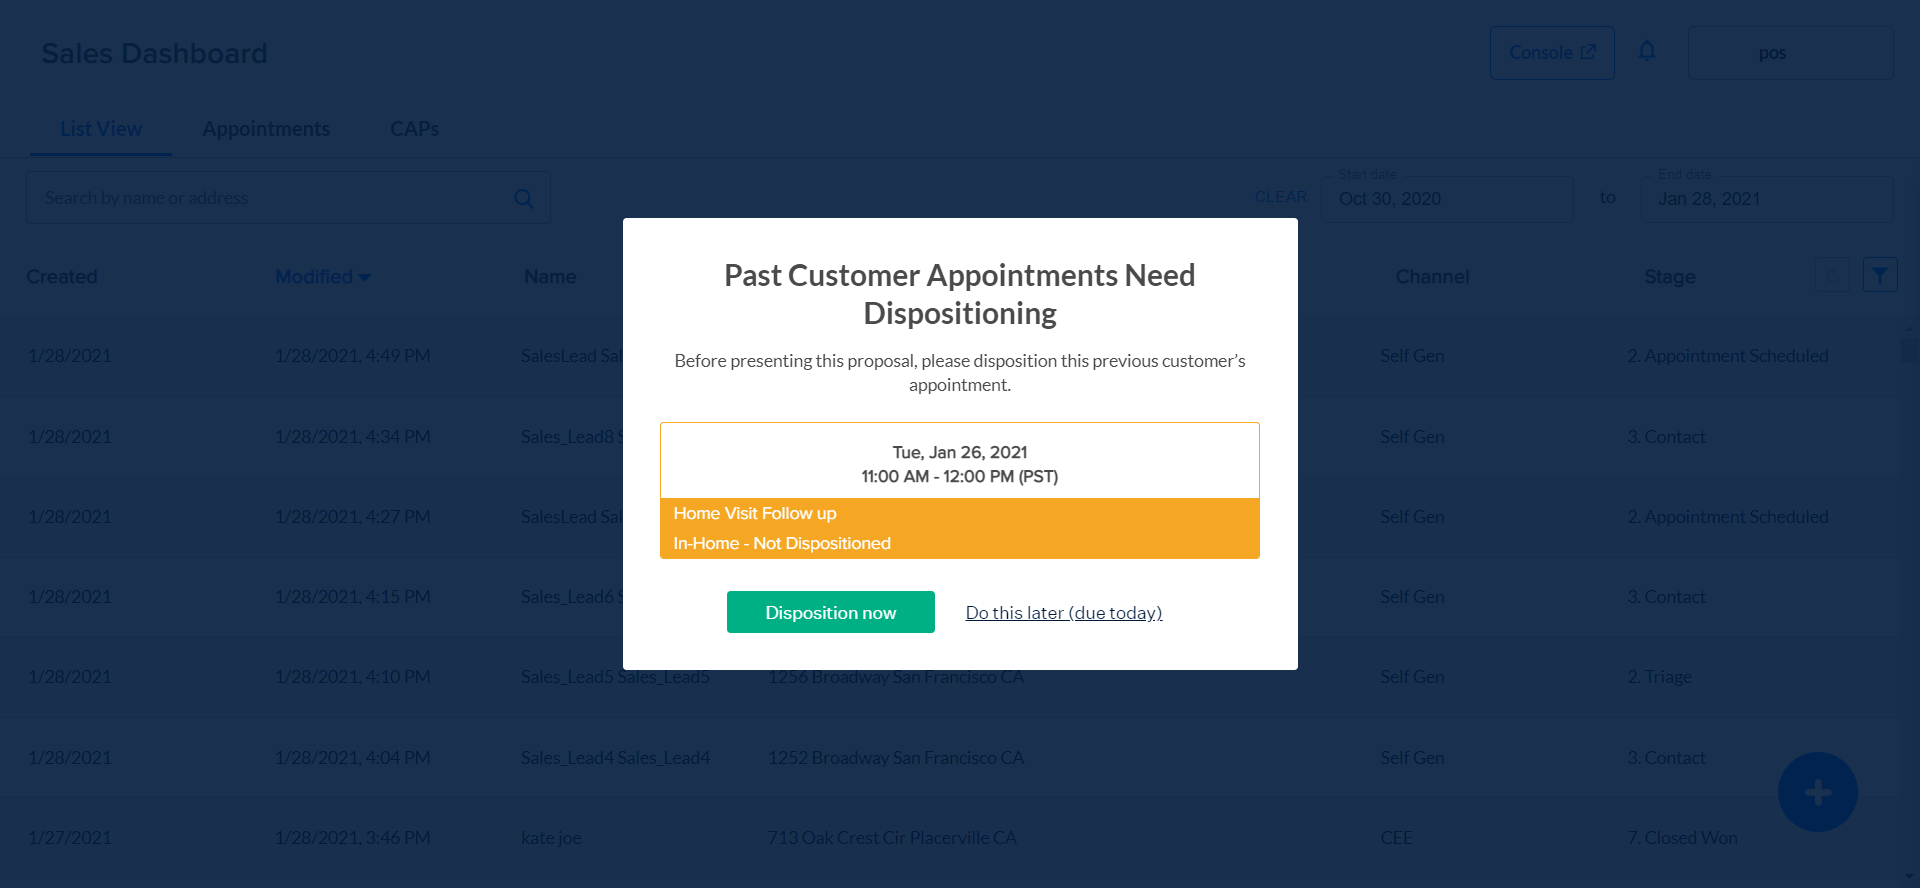 Sales Dashboard
Console
pos
List View Appointments CAPs
Search by name or address
CLEAR
Start date
Oct 30, 2020
to
End date
Jan 28, 2021
Created Modified Name Channel Stage
1/28/2021 1/28/2021, 4:49 PM SalesLead Self Gen 2. Appointment Scheduled
1/28/2021 1/28/2021, 4:34 PM Sales_Lead8 Self Gen 3. Contact
1/28/2021 1/28/2021, 4:27 PM SalesLead Self Gen 2. Appointment Scheduled
1/28/2021 1/28/2021, 4:15 PM Sales_Lead6 Self Gen 3. Contact
1/28/2021 1/28/2021, 4:10 PM Sales_Lead5 Sales_Lead5 1256 Broadway San Francisco CA Self Gen 2. Triage
1/28/2021 1/28/2021, 4:04 PM Sales_Lead4 Sales_Lead4 1252 Broadway San Francisco CA Self Gen 3. Contact
1/27/2021 1/28/2021, 3:46 PM kate joe 713 Oak Crest Cir Placerville CA CEE 7. Closed Won
Past Customer Appointments Need
Dispositioning
Before presenting this proposal, please disposition this previous customer’s
appointment.
Tue, Jan 26, 2021
11:00 AM - 12:00 PM (PST)
Home Visit Follow up
In-Home - Not Dispositioned
Disposition now
Do this later (due today)